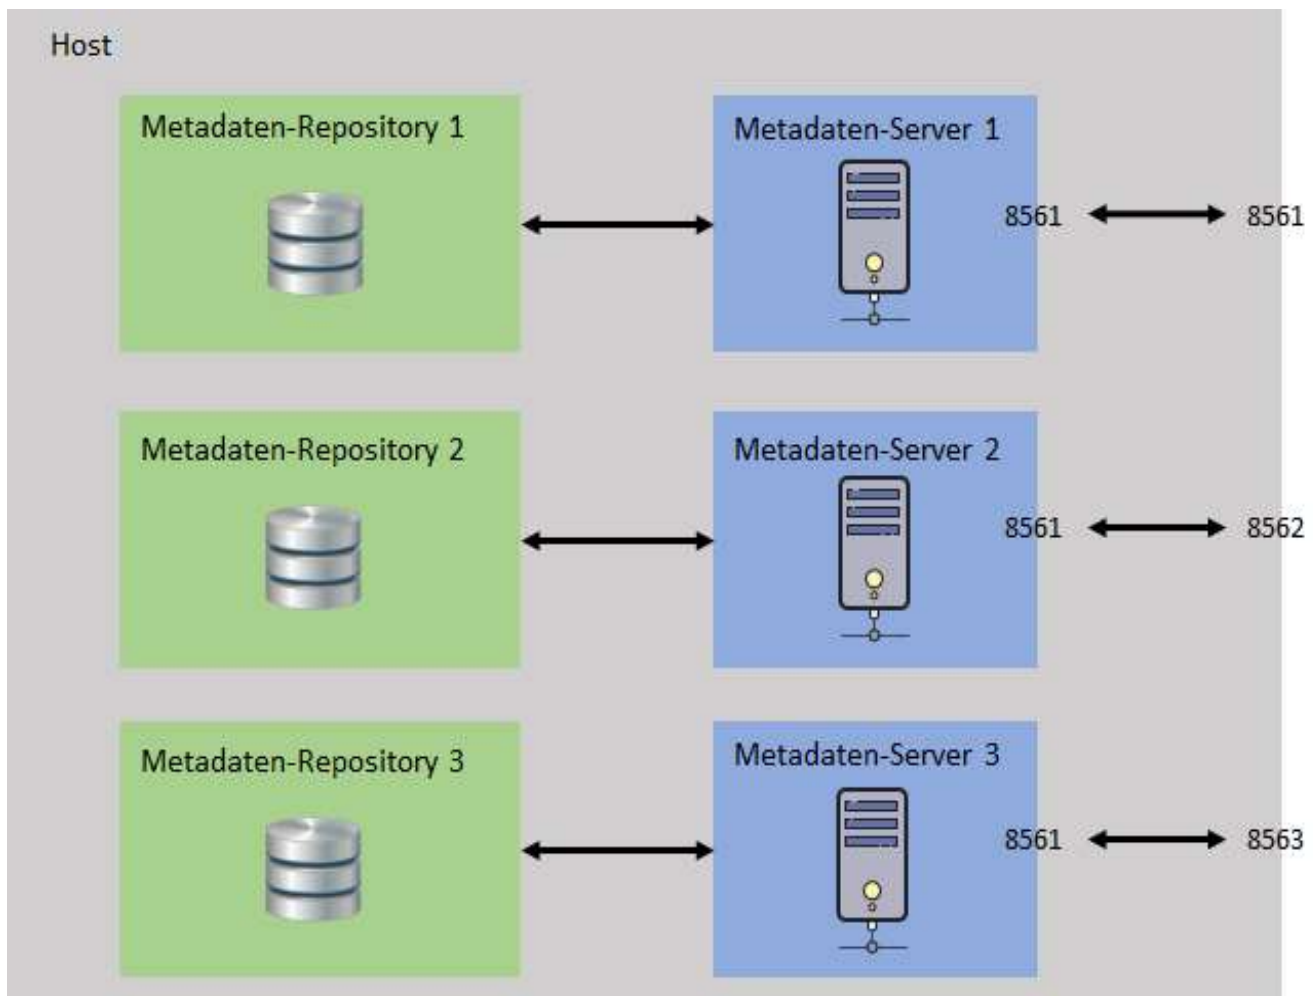 Host
Metadaten-Repository 1
Metadaten-Server 1
8561
8561
Metadaten-Repository 2
Metadaten-Server 2
8561
8562
Metadaten-Repository 3
Metadaten-Server 3
8561
8563